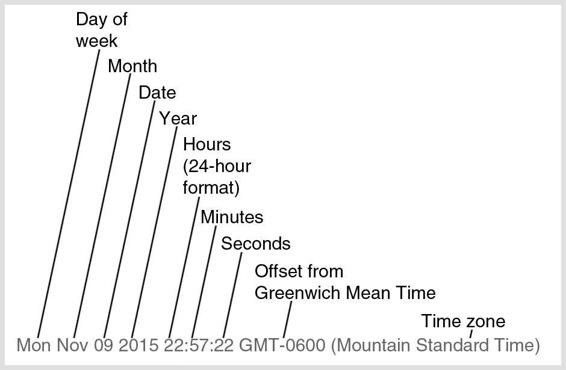 Day of
week
Month
Date
Year
Hours
(24-hour
format)
Minutes
Seconds
Offset from
Greenwich Mean Time
Time zone
Mon Nov 09 2015 22:57:22 GMT-0600 (Mountain Standard Time)